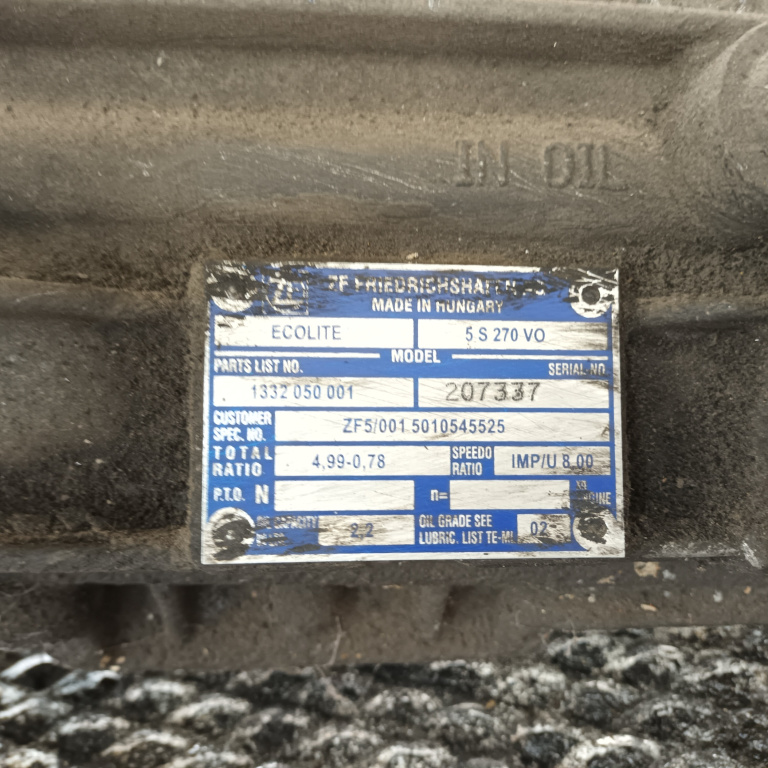 IN OIL
ZF FRIEDRICHSHAFEN AG
MADE IN HUNGARY
ECOLITE 5 S 270 VO
MODEL
PARTS LIST NO. SERIAL NO.
1332 050 001 207337
CUSTOMER SPEC. NO. ZF5/001 5010545525
TOTAL RATIO 4,99-0,78 SPEEDO RATIO IMP/U 8,00
P.T.O. N n=
OIL GRADE SEE
2,2 LUBRIC. LIST TE-ML 02